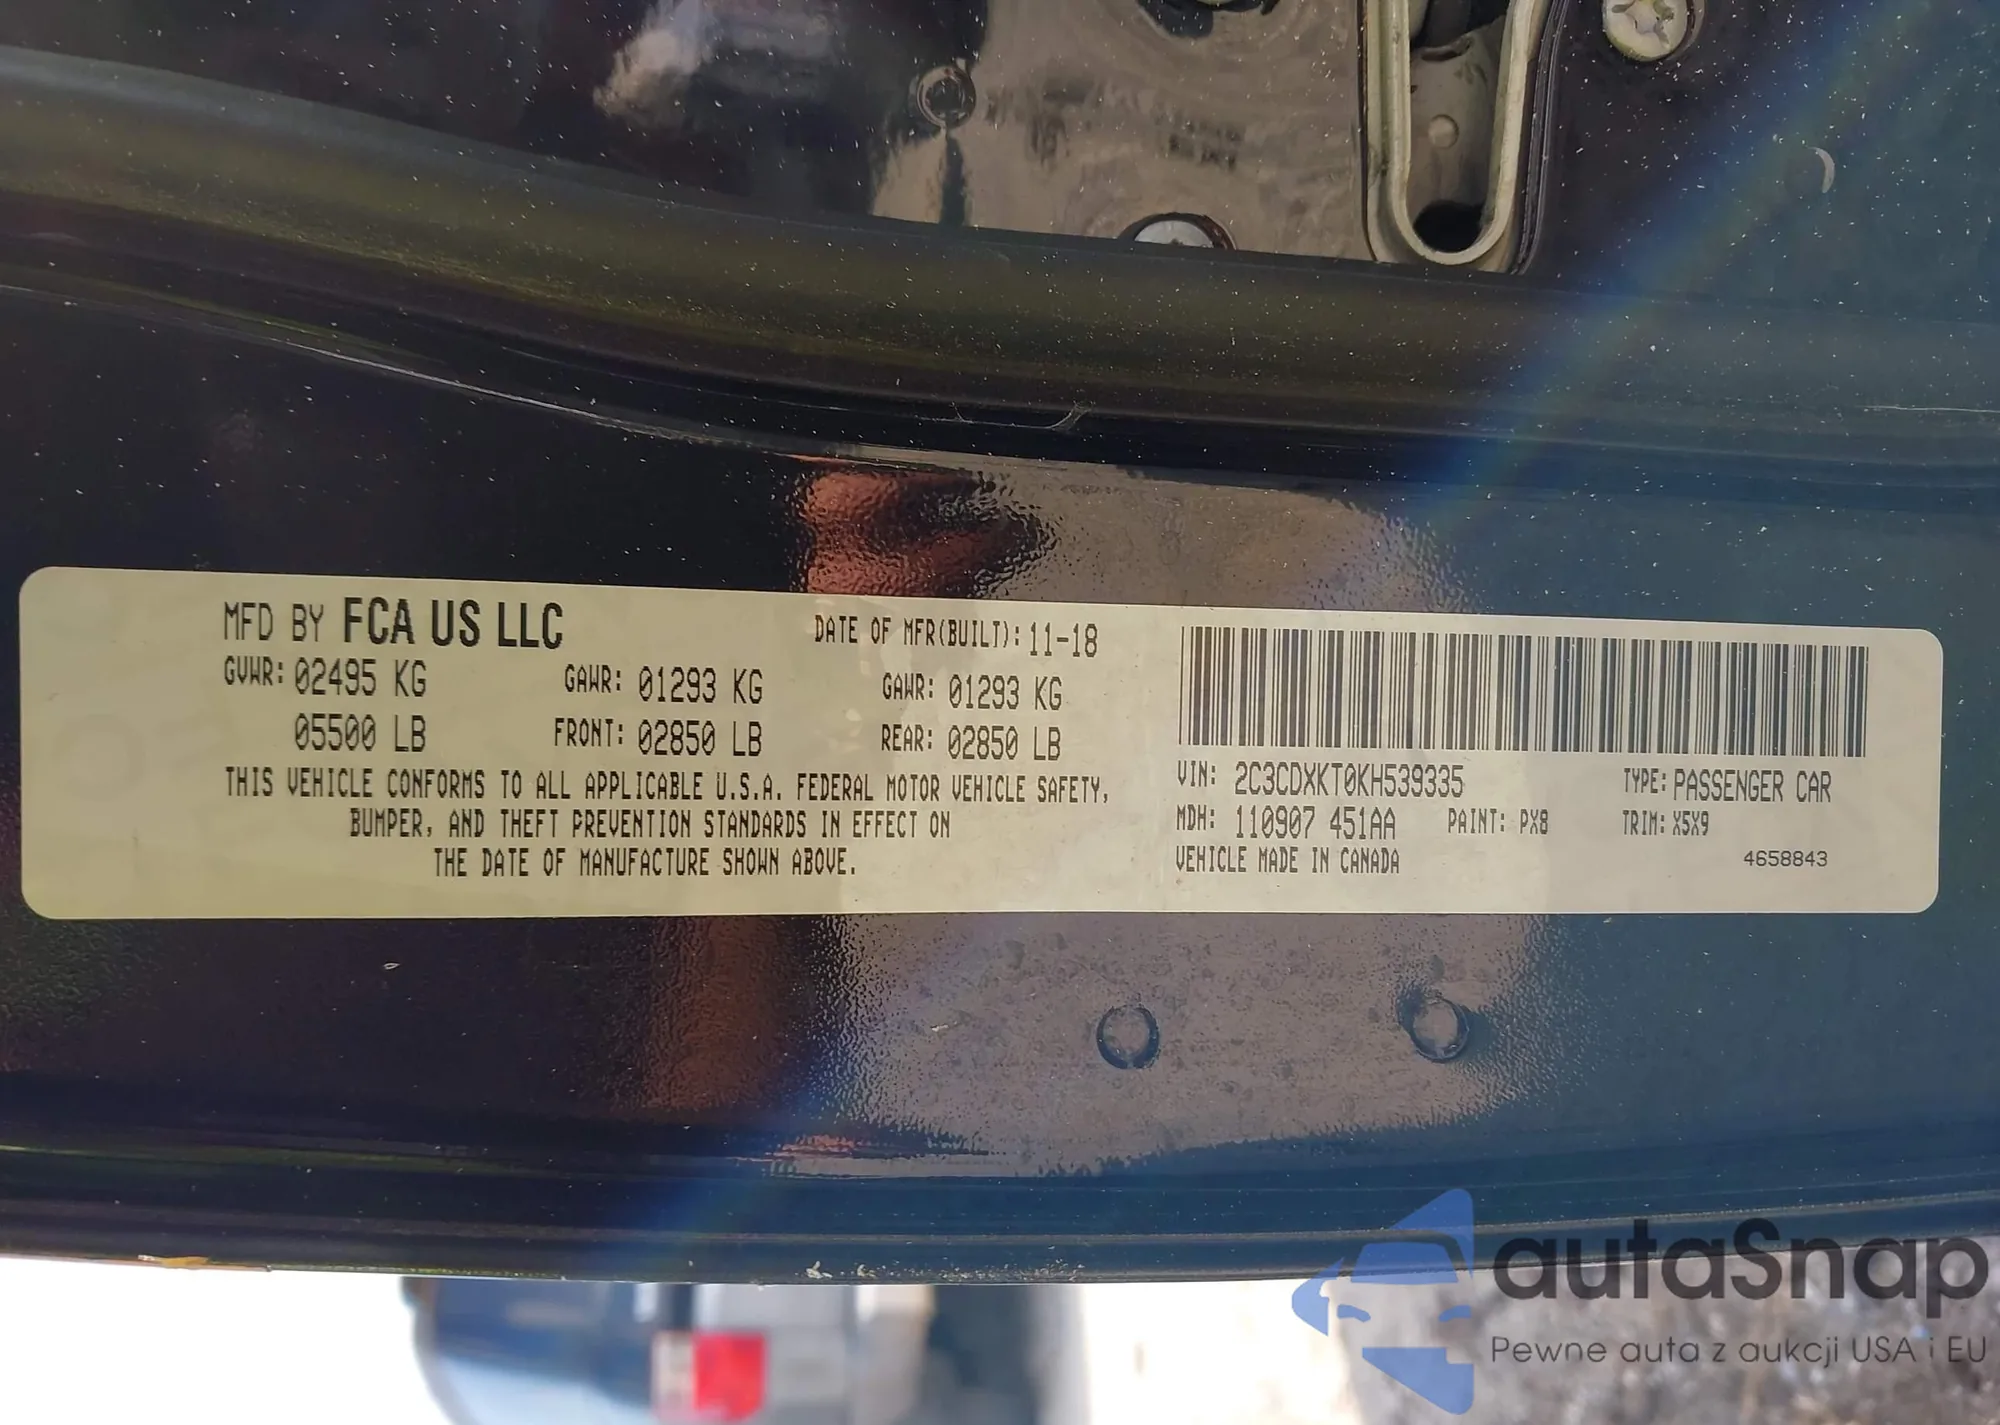 MFD BY FCA US LLC
DATE OF MFR(BUILT): 11-18
GVWR: 02495 KG GAWR: 01293 KG GAWR: 01293 KG
05500 LB FRONT: 02850 LB REAR: 02850 LB
THIS VEHICLE CONFORMS TO ALL APPLICABLE U.S.A. FEDERAL MOTOR VEHICLE SAFETY,
BUMPER, AND THEFT PREVENTION STANDARDS IN EFFECT ON
THE DATE OF MANUFACTURE SHOWN ABOVE.
VIN: 2C3CDXKT0KH539335 TYPE: PASSENGER CAR
MDH: 110907 451AA PAINT: PX8 TRIM: X5X9
VEHICLE MADE IN CANADA 4658843
autaSnap
Pewne auta z aukcji USA i EU